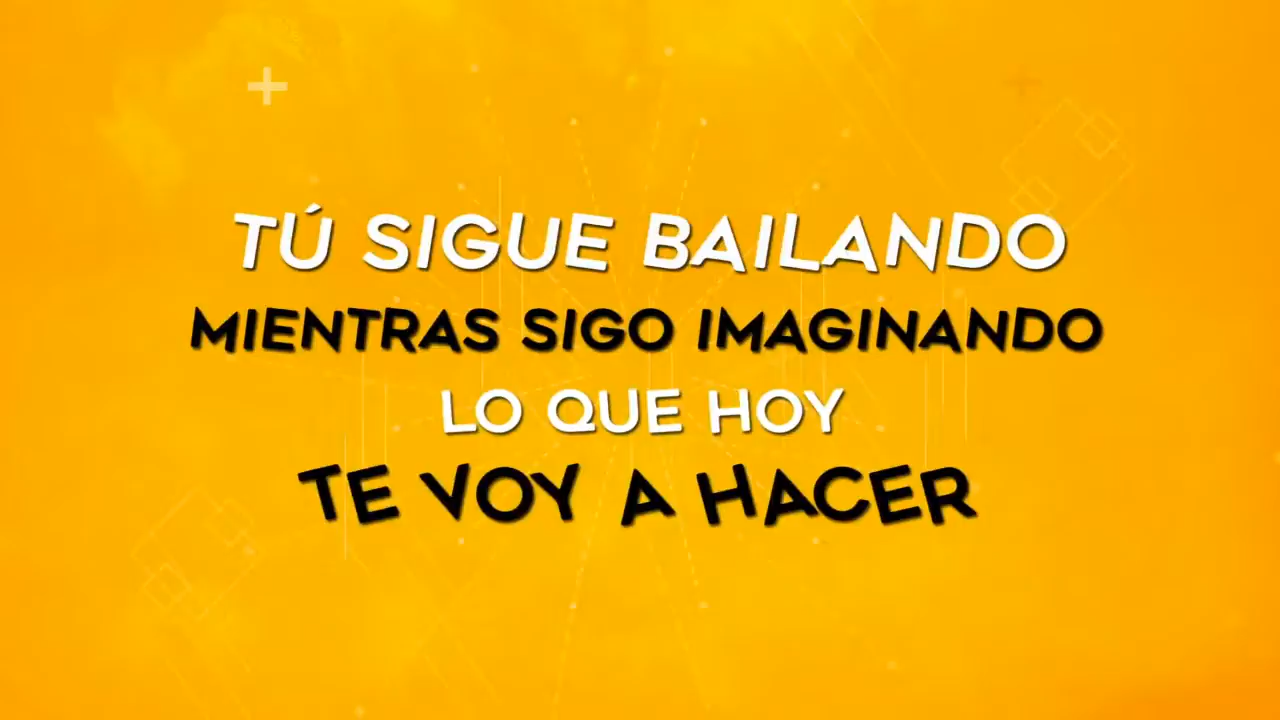 TÚ SIGUE BAILANDO
MIENTRAS SIGO IMAGINANDO
LO QUE HOY
TE VOY A HACER